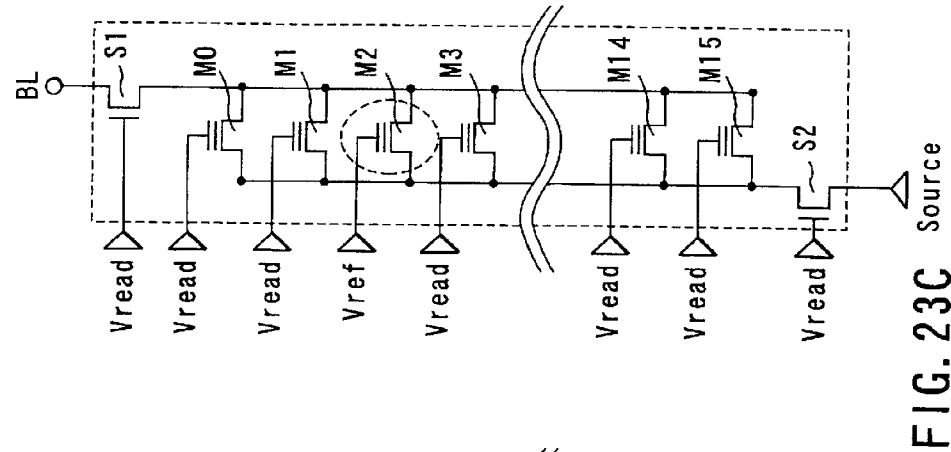 BL
S1
M0
M1
M2
M3
M14
M15
S2
Vread
Vread
Vread
Vref
Vread
Vread
Vread
Vread
Source
FIG. 23C